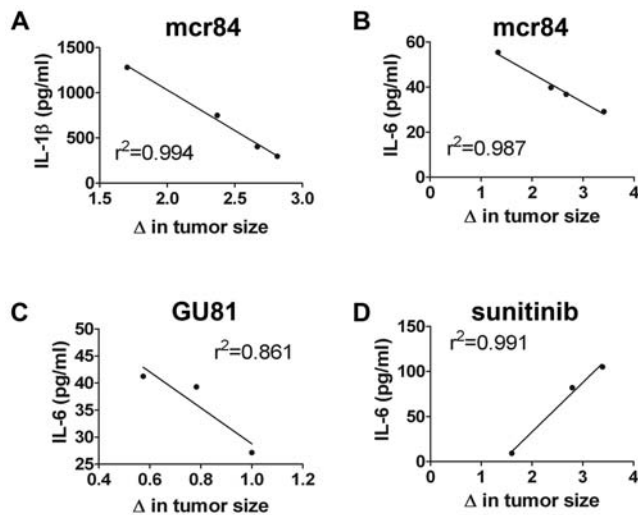 A
mcr84
IL-1β (pg/ml)
1500
1000
500
0
r²=0.994
1.5 2.0 2.5 3.0
Δ in tumor size
B
mcr84
IL-6 (pg/ml)
60
40
20
0
r²=0.987
0 1 2 3 4
Δ in tumor size
C
GU81
IL-6 (pg/ml)
50
45
40
35
30
25
r²=0.861
0.4 0.6 0.8 1.0 1.2
Δ in tumor size
D
sunitinib
IL-6 (pg/ml)
150
100
50
0
r²=0.991
0 1 2 3 4
Δ in tumor size